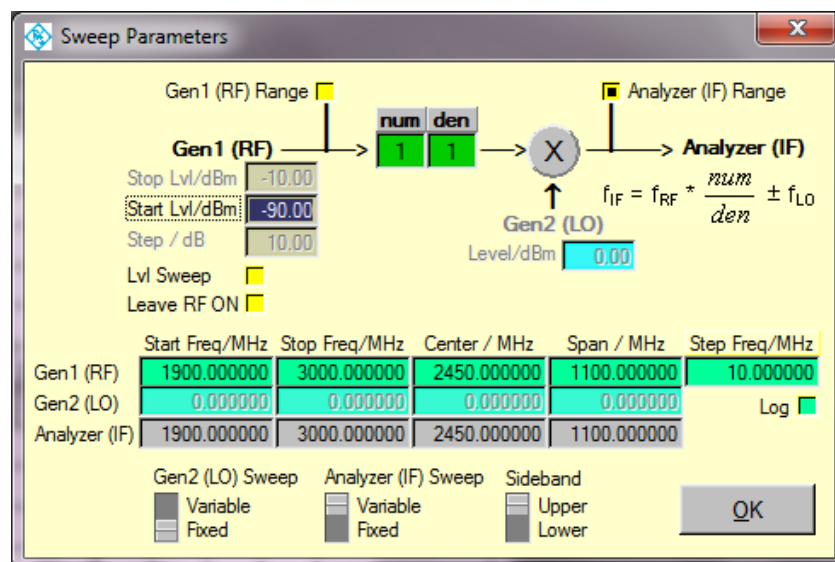 Sweep Parameters
Gen1 (RF) Range
Analyzer (IF) Range
num den
Gen1 (RF) 1 1 X Analyzer (IF)
Stop Lvl/dBm -10.00
Start Lvl/dBm -90.00
Step / dB 10.00
f_IF = f_RF * num/den ± f_LO
Gen2 (LO)
Level/dBm 0,00
Lvl Sweep
Leave RF ON
Start Freq/MHz Stop Freq/MHz Center / MHz Span / MHz Step Freq/MHz
Gen1 (RF) 1900.000000 3000.000000 2450.000000 1100.000000 10.000000
Gen2 (LO) 0.000000 0.000000 0.000000 0.000000 Log
Analyzer (IF) 1900.000000 3000.000000 2450.000000 1100.000000
Gen2 (LO) Sweep Analyzer (IF) Sweep Sideband
Variable Variable Upper
Fixed Fixed Lower
OK